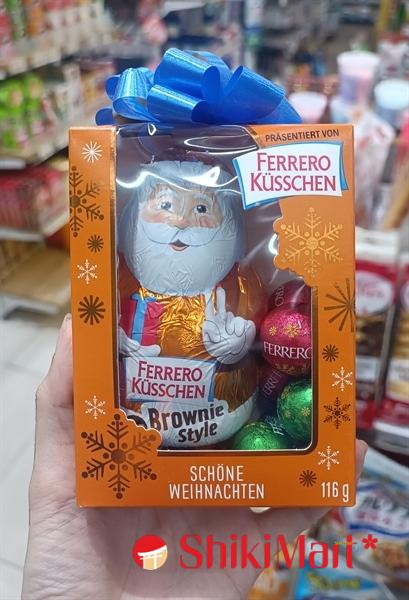 PRÄSENTIERT VON
FERRERO
KÜSSCHEN
FERRERO
FERRERO
KÜSSCHEN
Brownie
Style
SCHÖNE
WEIHNACHTEN
116 g
ShikiMart*